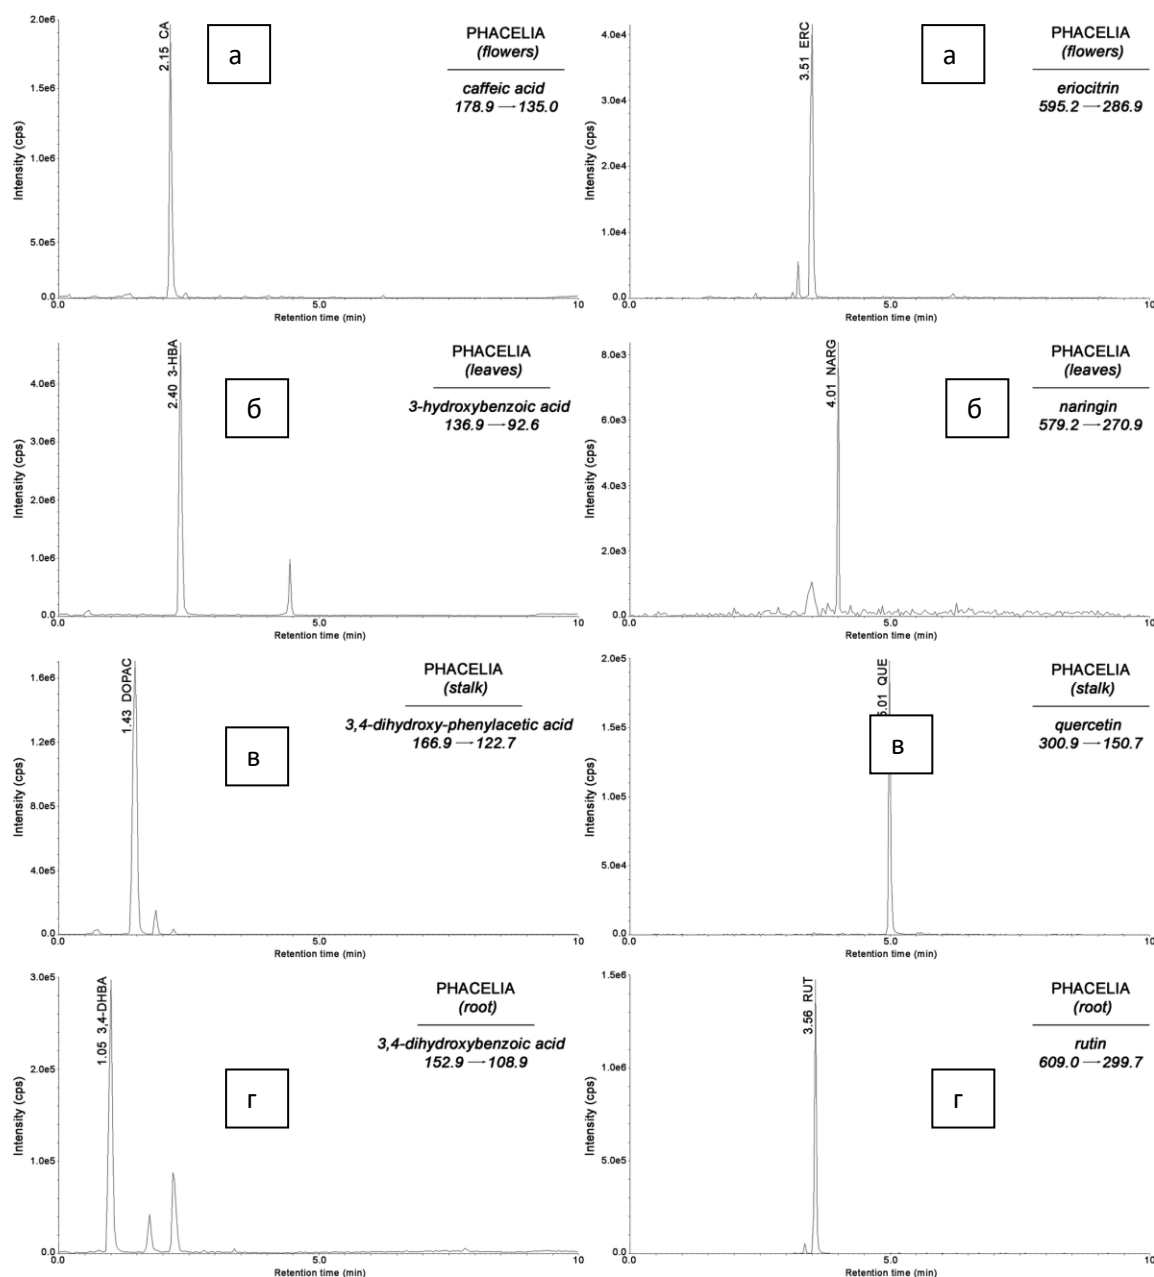 2.0e6
1.5e6
1.0e6
5.0e5
0.0
Intensity (cps)
2.15 CA
а
PHACELIA
(flowers)
caffeic acid
178.9 → 135.0
0.0
5.0
10
Retention time (min)
4.0e4
3.0e4
2.0e4
1.0e4
0.0
Intensity (cps)
3.51 ERC
а
PHACELIA
(flowers)
eriocitrin
595.2 → 286.9
0.0
5.0
10
Retention time (min)
4.0e6
3.0e6
2.0e6
1.0e6
0.0
Intensity (cps)
2.40 3-HBA
б
PHACELIA
(leaves)
3-hydroxybenzoic acid
136.9 → 92.6
0.0
5.0
10
Retention time (min)
8.0e3
6.0e3
4.0e3
2.0e3
0.0
Intensity (cps)
4.01 NARG
б
PHACELIA
(leaves)
naringin
579.2 → 270.9
0.0
5.0
10
Retention time (min)
1.6e6
1.2e6
8.0e5
4.0e5
0.0
Intensity (cps)
1.43 DOPAC
в
PHACELIA
(stalk)
3,4-dihydroxy-phenylacetic acid
166.9 → 122.7
0.0
5.0
10
Retention time (min)
2.0e5
1.5e5
1.0e5
5.0e4
0.0
Intensity (cps)
5.01 QUE
в
PHACELIA
(stalk)
quercetin
300.9 → 150.7
0.0
5.0
10
Retention time (min)
3.0e5
2.0e5
1.0e5
0.0
Intensity (cps)
1.05 3,4-DHBA
г
PHACELIA
(root)
3,4-dihydroxybenzoic acid
152.9 → 108.9
0.0
5.0
10
Retention time (min)
1.5e6
1.0e6
5.0e5
0.0
Intensity (cps)
3.56 RUT
г
PHACELIA
(root)
rutin
609.0 → 299.7
0.0
5.0
10
Retention time (min)